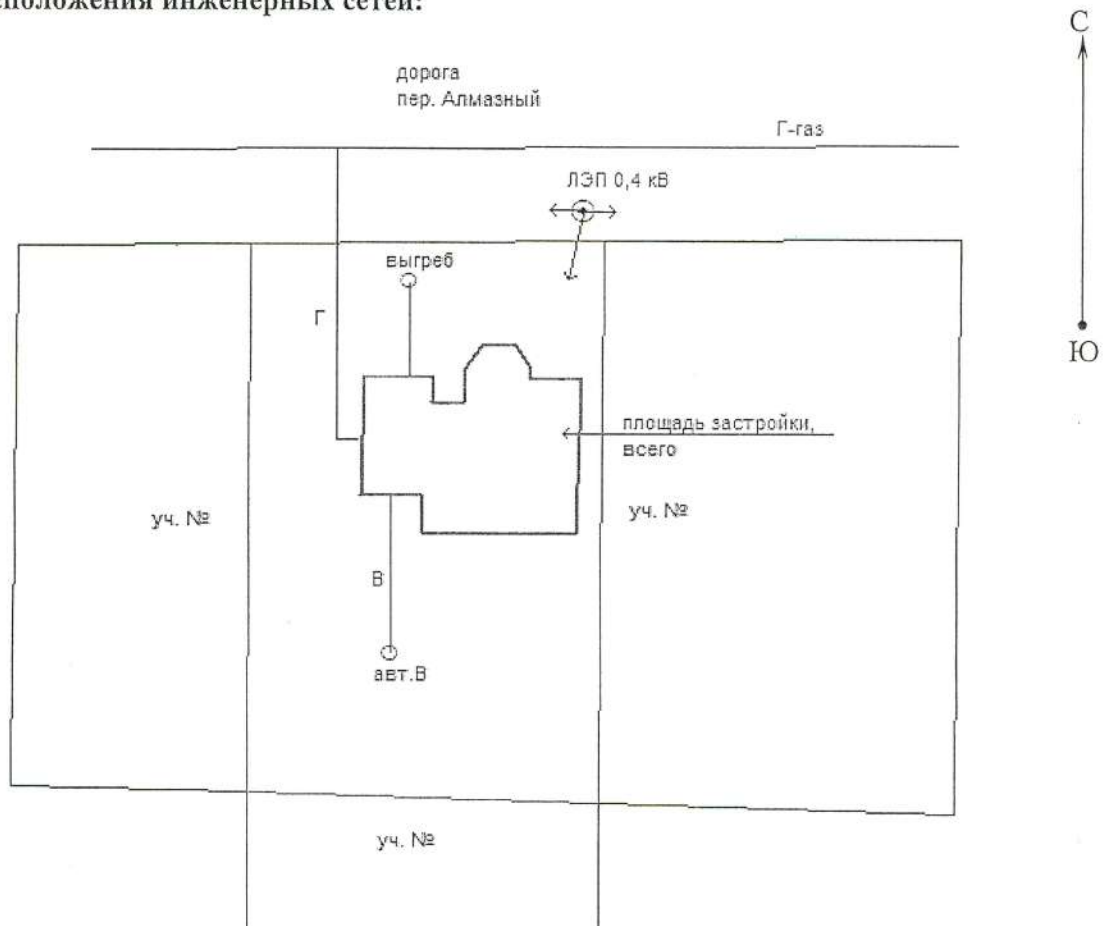 инженерных сетей:
С
дорога
пер. Алмазный
Г-газ
ЛЭП 0,4 кВ
выгреб
Г
Ю
площадь застройки,
всего
уч. №
уч. №
В
авт.В
уч. №